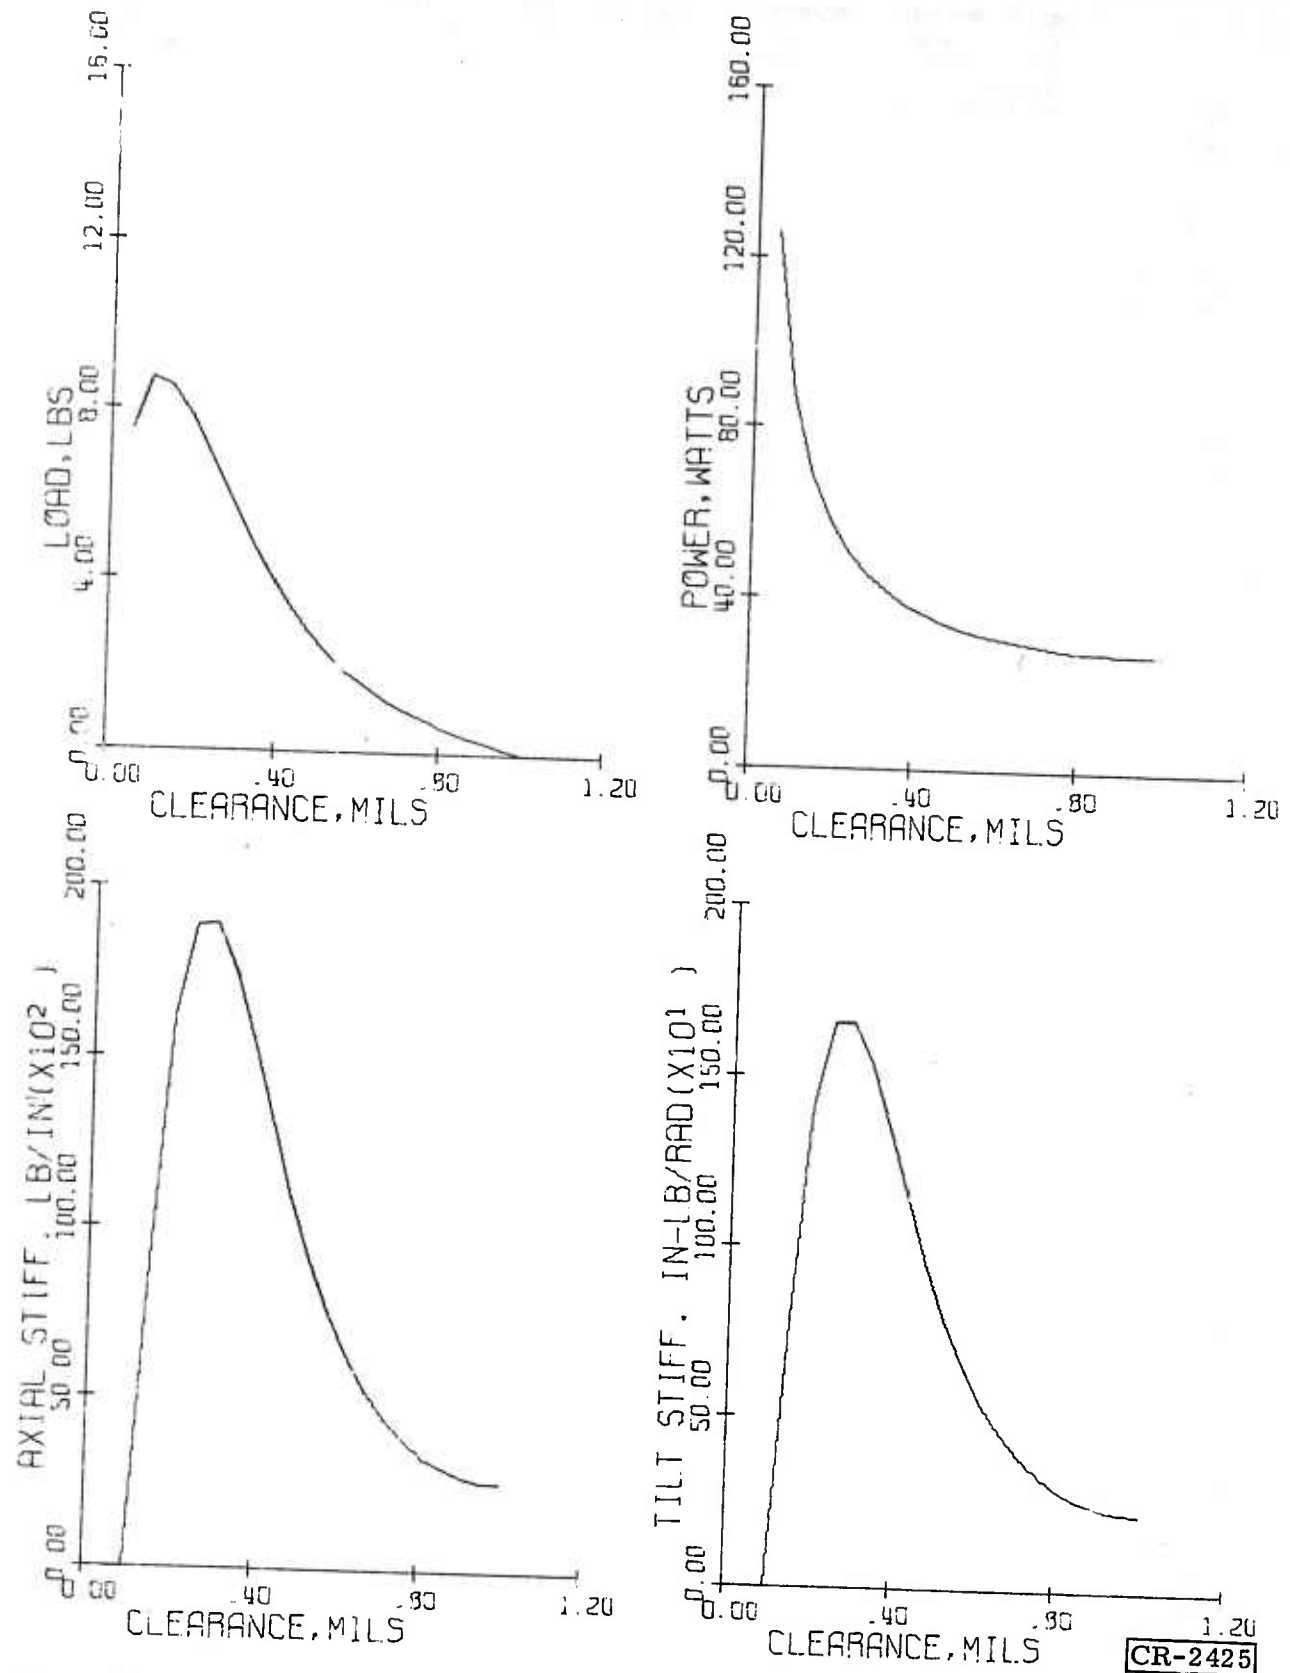 LOAD, LBS
16.00
12.00
8.00
4.00
0.00
0.00 .40 .80 1.20
CLEARANCE, MILS
POWER, WATTS
160.00
120.00
80.00
40.00
0.00
0.00 .40 .80 1.20
CLEARANCE, MILS
AXIAL STIFF, LB/IN(X10² )
200.00
150.00
100.00
50.00
0.00
0.00 .40 .80 1.20
CLEARANCE, MILS
TILT STIFF, IN-LB/RAD(X10¹ )
200.00
150.00
100.00
50.00
0.00
0.00 .40 .80 1.20
CLEARANCE, MILS
CR-2425